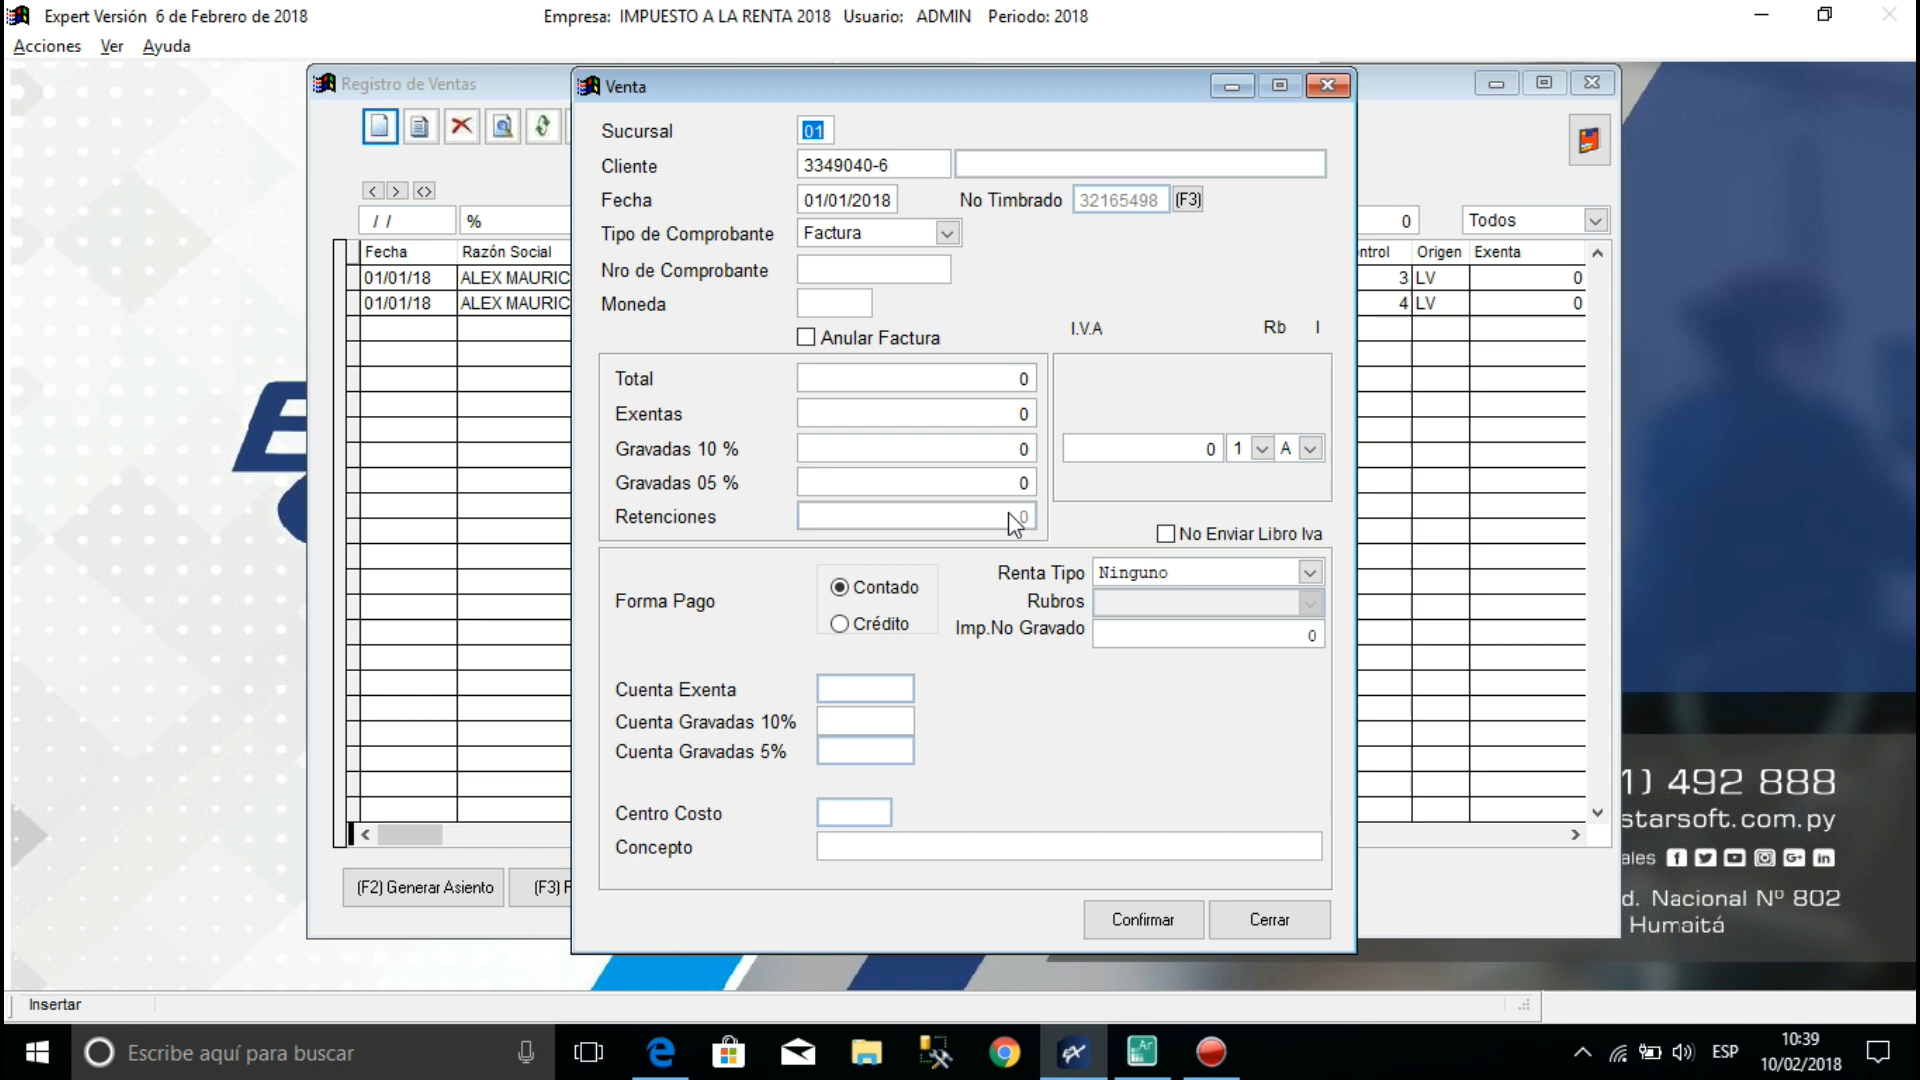 Expert Versión 6 de Febrero de 2018 Empresa: IMPUESTO A LA RENTA 2018 Usuario: ADMIN Periodo: 2018
Acciones Ver Ayuda
Registro de Ventas
Venta
Sucursal 01
Cliente 3349040-6
Fecha 01/01/2018 No Timbrado 32165498 (F3)
Tipo de Comprobante Factura
Nro de Comprobante
Moneda
Anular Factura I.V.A Rb I
Total 0
Exentas 0
Gravadas 10 % 0 0 1 A
Gravadas 05 % 0
Retenciones 0
No Enviar Libro Iva
Forma Pago Contado
Crédito
Renta Tipo Ninguno
Rubros
Imp.No Gravado 0
Cuenta Exenta
Cuenta Gravadas 10%
Cuenta Gravadas 5%
Centro Costo
Concepto
Confirmar Cerrar
< > <>
/ / % 0 Todos
Fecha Razón Social ntrol Origen Exenta
01/01/18 ALEX MAURIC 3 LV 0
01/01/18 ALEX MAURIC 4 LV 0
(F2) Generar Asiento (F3) F
1) 492 888
starsoft.com.py
ales
d. Nacional Nº 802
Humaitá
Insertar
Escribe aquí para buscar
ESP
10:39
10/02/2018